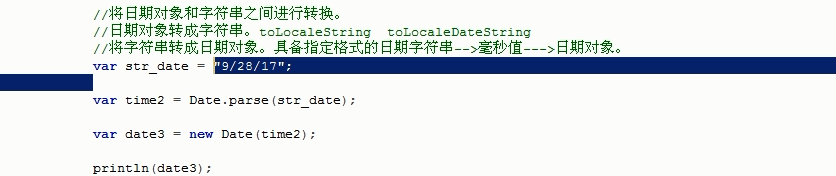 //将日期对象和字符串之间进行转换。
//日期对象转成字符串。toLocaleString  toLocaleDateString
//将字符串转成日期对象。具备指定格式的日期字符串-->毫秒值--->日期对象。
var str_date = "9/28/17";
var time2 = Date.parse(str_date);
var date3 = new Date(time2);
println(date3);